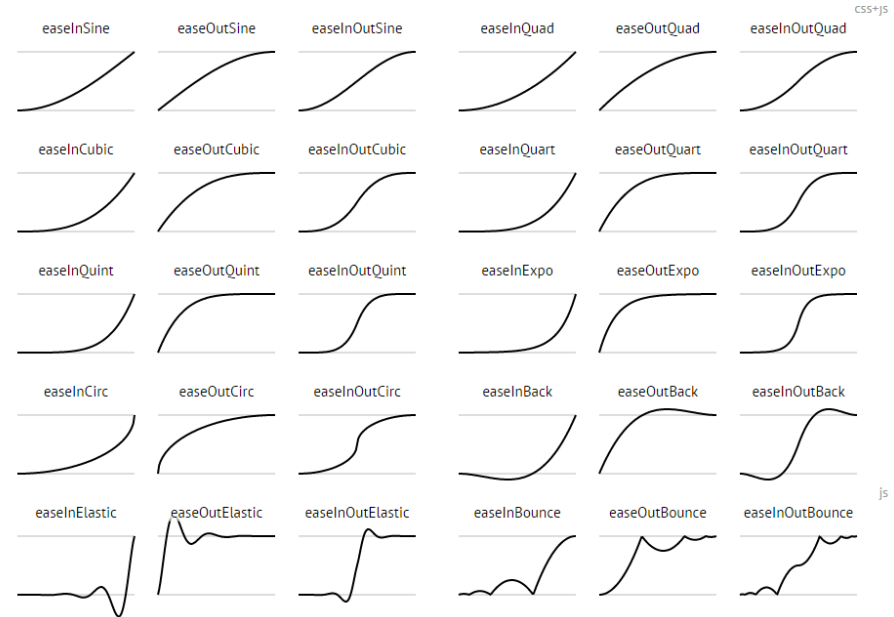 css+js
easeInSine easeOutSine easeInOutSine easeInQuad easeOutQuad easeInOutQuad
easeInCubic easeOutCubic easeInOutCubic easeInQuart easeOutQuart easeInOutQuart
easeInQuint easeOutQuint easeInOutQuint easeInExpo easeOutExpo easeInOutExpo
easeInCirc easeOutCirc easeInOutCirc easeInBack easeOutBack easeInOutBack
js
easeInElastic easeOutElastic easeInOutElastic easeInBounce easeOutBounce easeInOutBounce